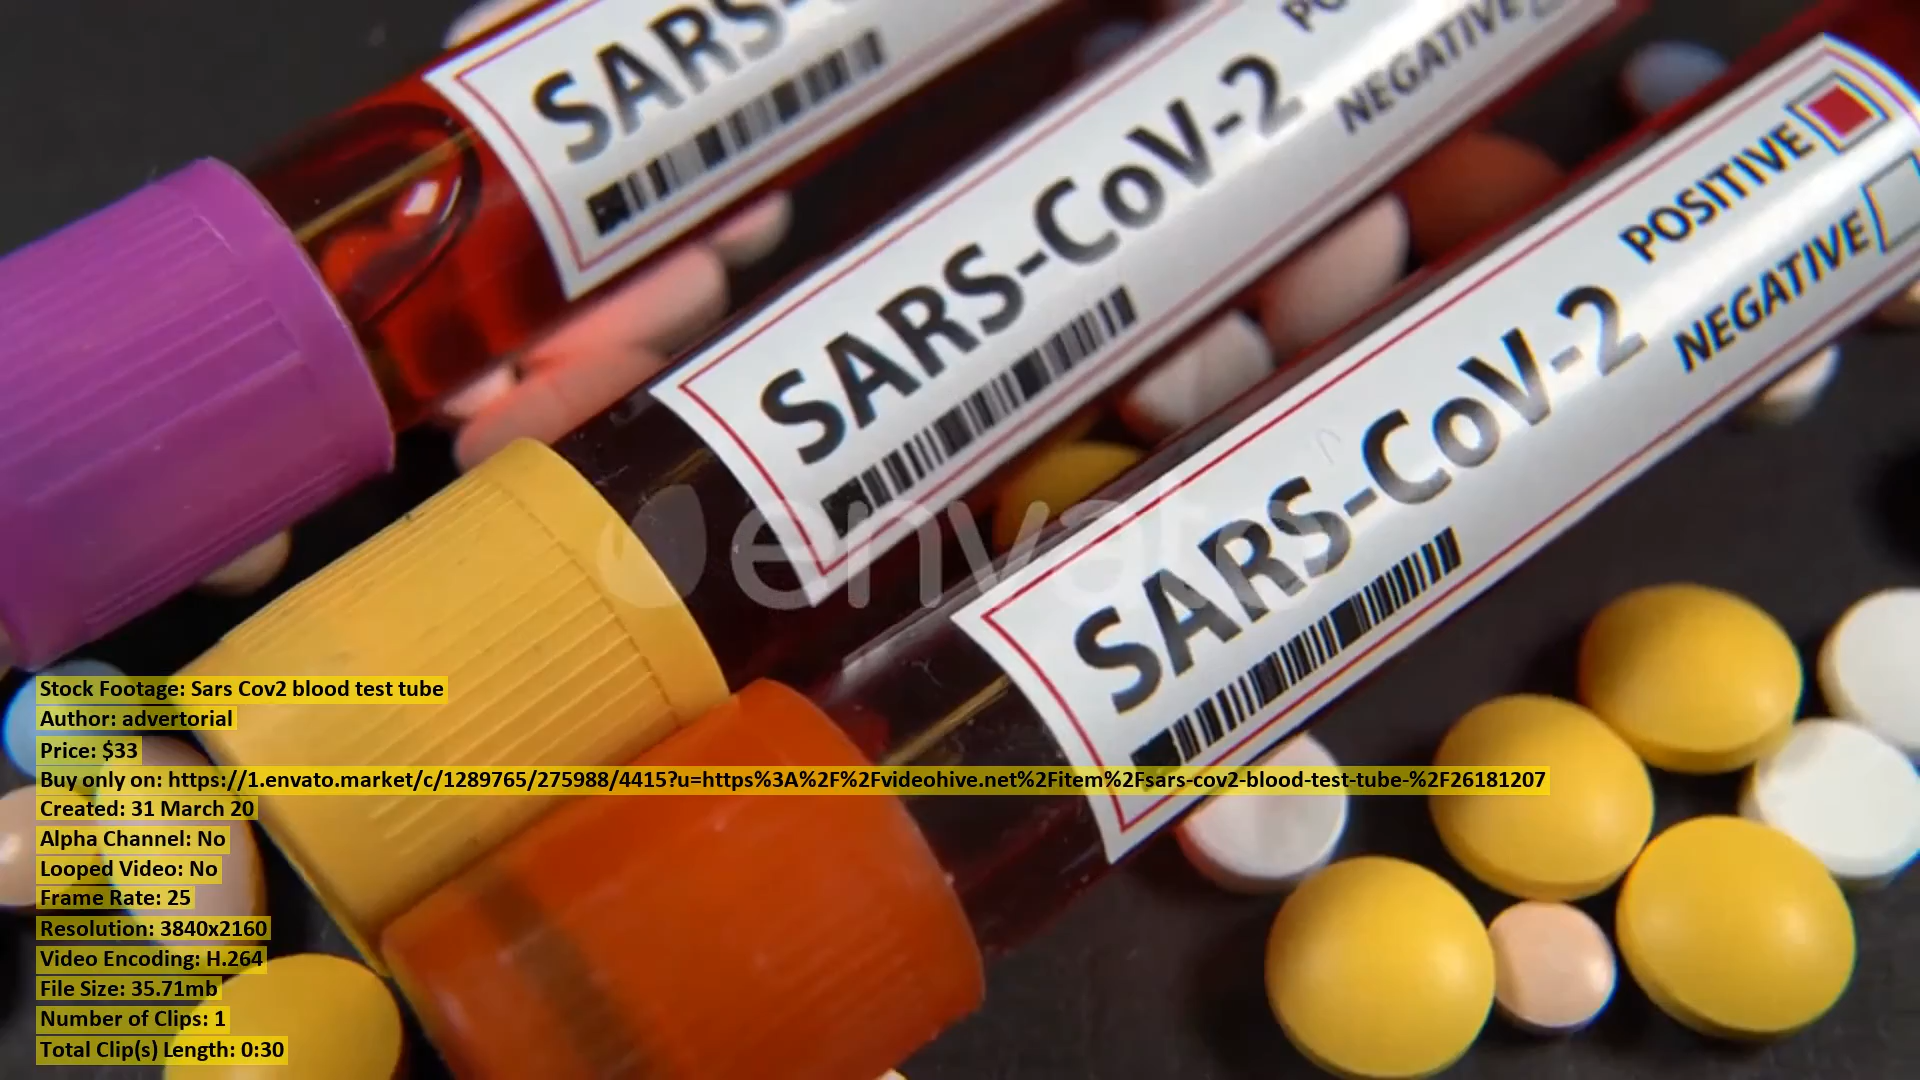 SARS-
SARS-CoV-2
PO
NEGATIVE
SARS-CoV-2
POSITIVE
NEGATIVE
envato
Stock Footage: Sars Cov2 blood test tube
Author: advertorial
Price: $33
Buy only on: https://1.envato.market/c/1289765/275988/4415?u=https%3A%2F%2Fvideohive.net%2Fitem%2Fsars-cov2-blood-test-tube-%2F26181207
Created: 31 March 20
Alpha Channel: No
Looped Video: No
Frame Rate: 25
Resolution: 3840x2160
Video Encoding: H.264
File Size: 35.71mb
Number of Clips: 1
Total Clip(s) Length: 0:30